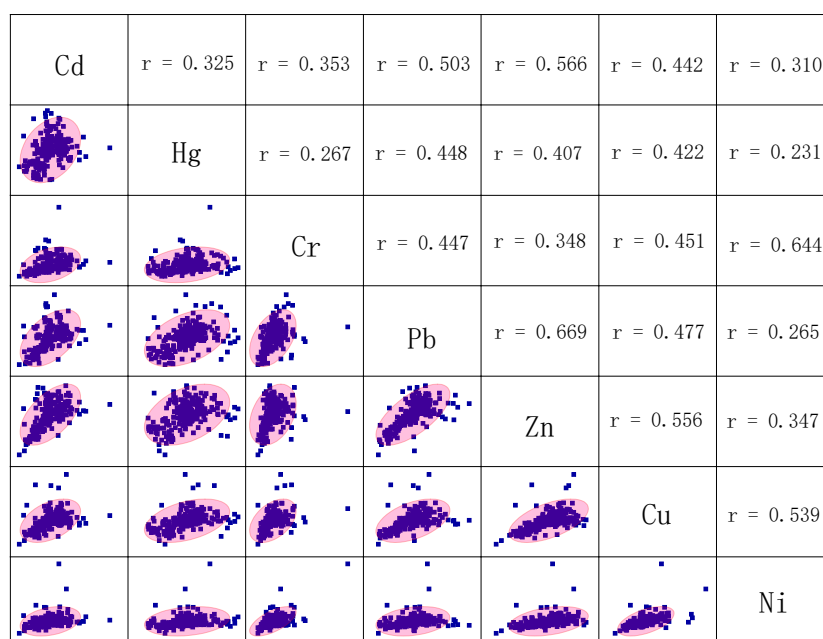 Cd r = 0.325 r = 0.353 r = 0.503 r = 0.566 r = 0.442 r = 0.310
Hg r = 0.267 r = 0.448 r = 0.407 r = 0.422 r = 0.231
Cr r = 0.447 r = 0.348 r = 0.451 r = 0.644
Pb r = 0.669 r = 0.477 r = 0.265
Zn r = 0.556 r = 0.347
Cu r = 0.539
Ni